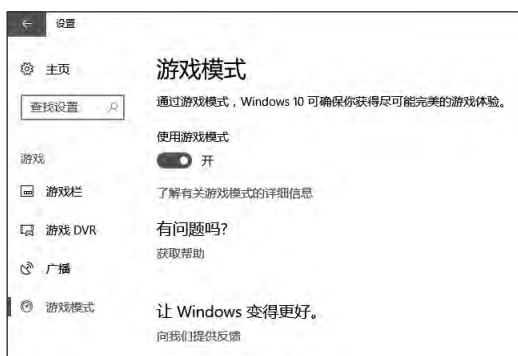 设置
主页
查找设置
游戏
游戏栏
游戏 DVR
广播
游戏模式
游戏模式
通过游戏模式，Windows 10 可确保你获得尽可能完美的游戏体验。
使用游戏模式
开
了解有关游戏模式的详细信息
有问题吗?
获取帮助
让 Windows 变得更好。
向我们提供反馈